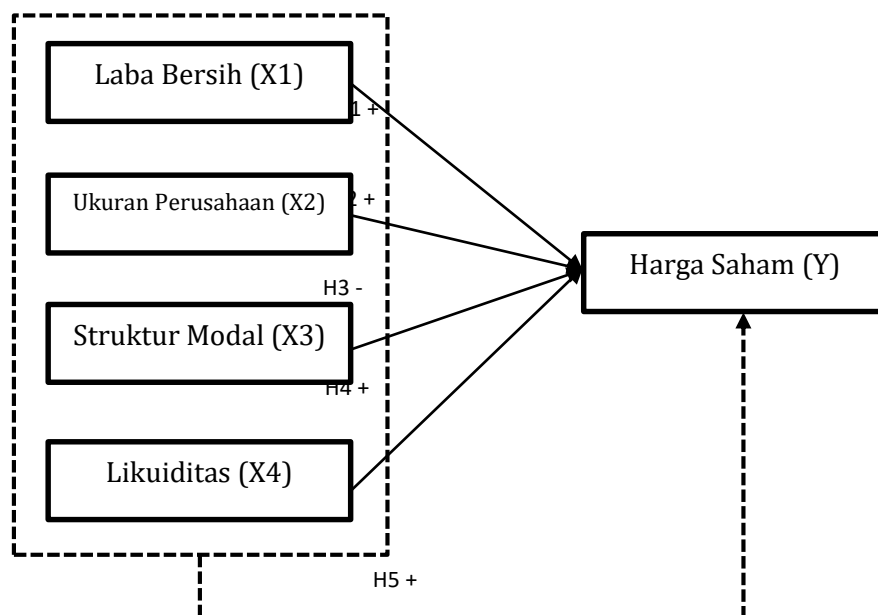 Laba Bersih (X1)
1 +
Ukuran Perusahaan (X2)
2 +
Harga Saham (Y)
H3 -
Struktur Modal (X3)
H4 +
Likuiditas (X4)
H5 +